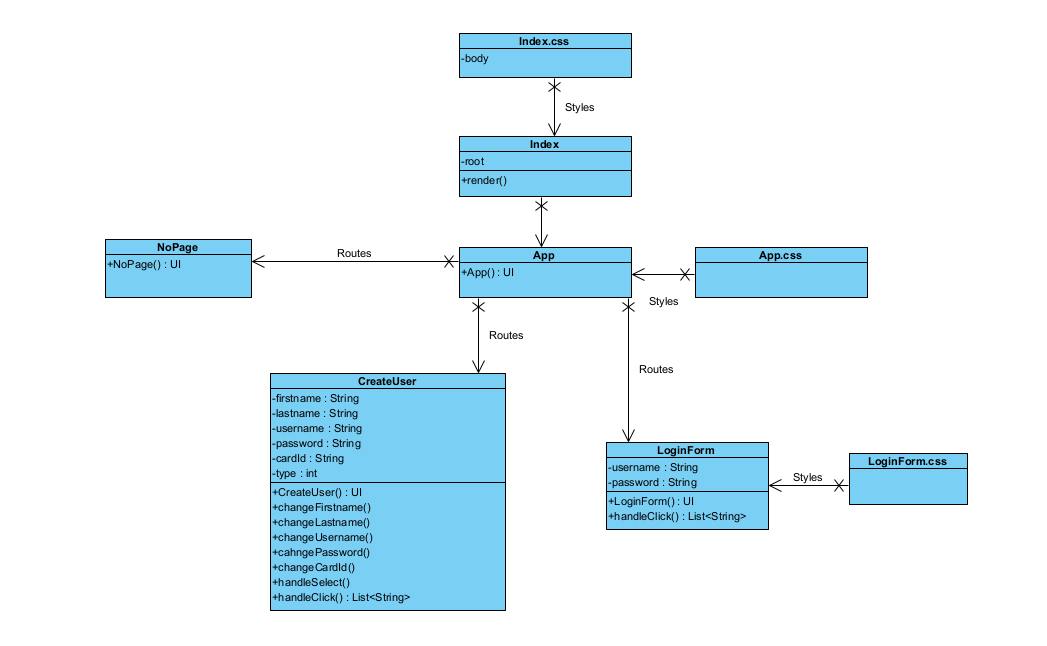 Index.css
-body
Styles
Index
-root
+render()
NoPage
+NoPage() : UI
Routes
App
+App() : UI
App.css
Styles
Routes
Routes
CreateUser
-firstname : String
-lastname : String
-username : String
-password : String
-cardId : String
-type : int
+CreateUser() : UI
+changeFirstname()
+changeLastname()
+changeUsername()
+cahngePassword()
+changeCardId()
+handleSelect()
+handleClick() : List<String>
LoginForm
-username : String
-password : String
+LoginForm() : UI
+handleClick() : List<String>
Styles
LoginForm.css